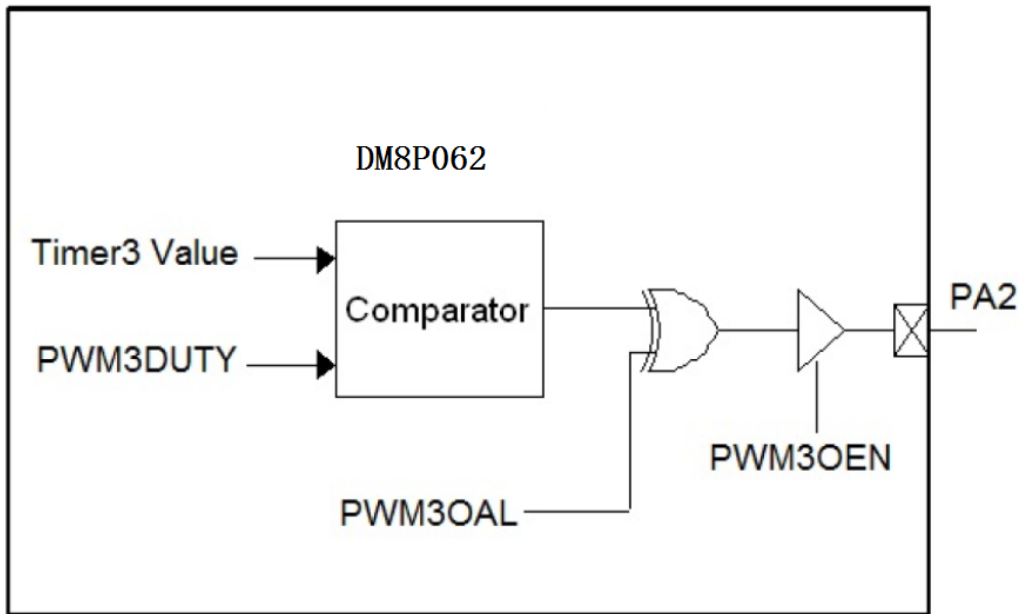 DM8P062
Timer3 Value
Comparator
PA2
PWM3DUTY
PWM3OEN
PWM3OAL